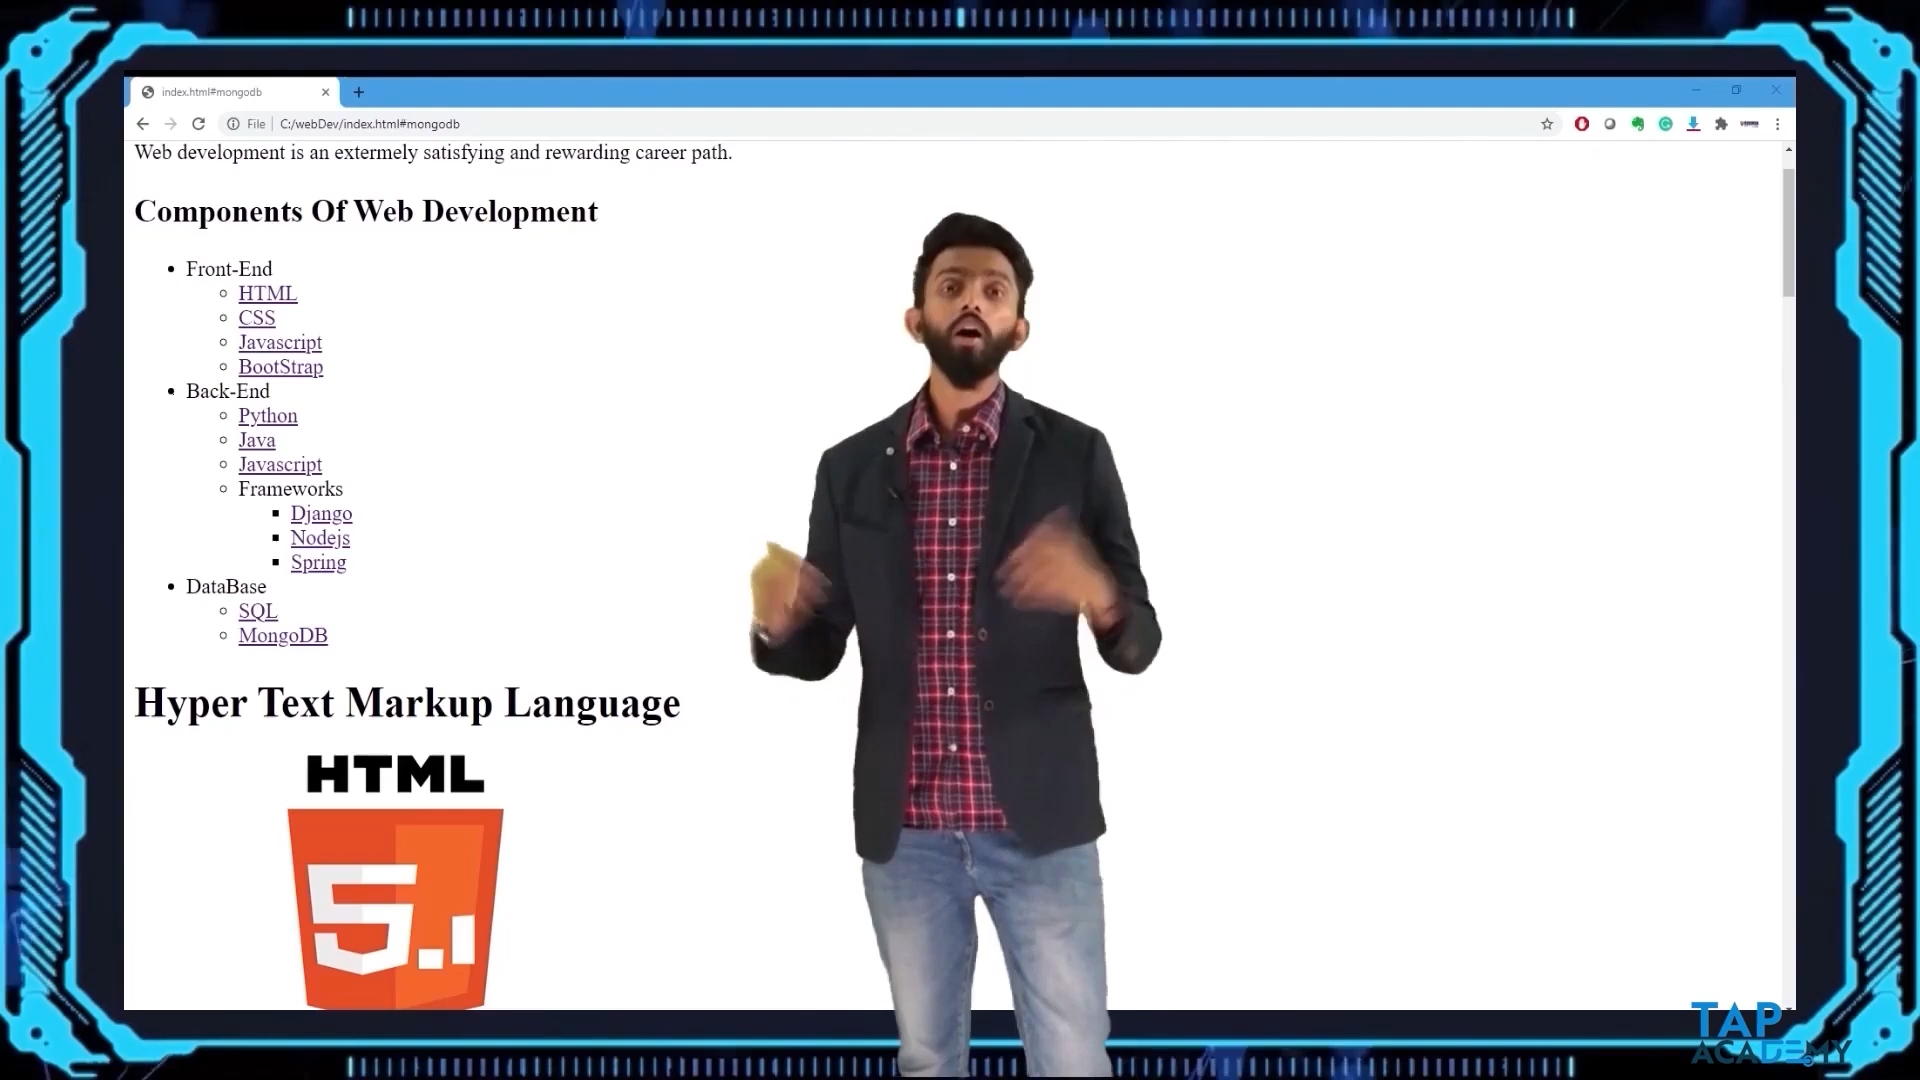 index.html#mongodb
File C:/webDev/index.html#mongodb
Web development is an extermely satisfying and rewarding career path.
Components Of Web Development
Front-End
HTML
CSS
Javascript
BootStrap
Back-End
Python
Java
Javascript
Frameworks
Django
Nodejs
Spring
DataBase
SQL
MongoDB
Hyper Text Markup Language
HTML
5.1
TAP
ACADEMY